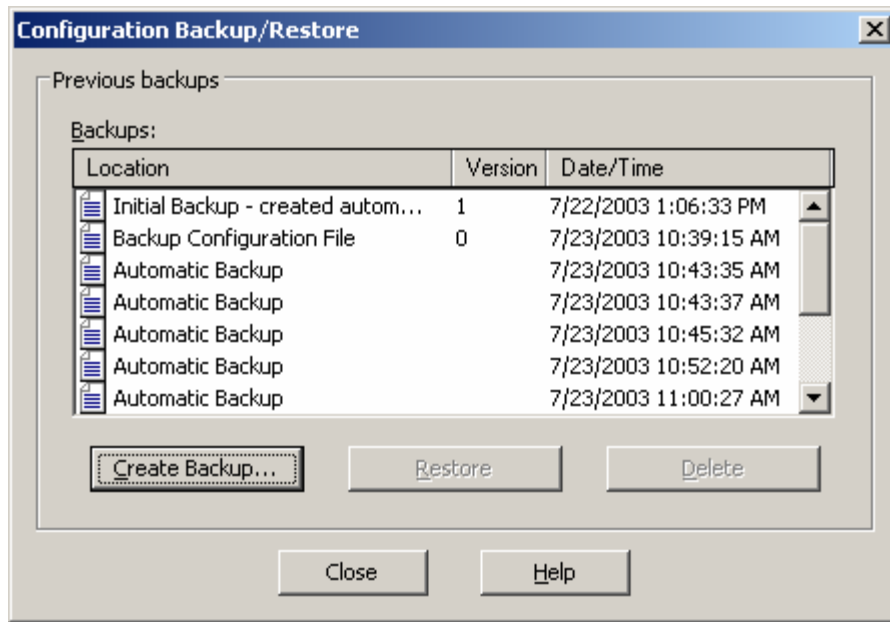 Configuration Backup/Restore
Previous backups
Backups:
Location Version Date/Time
Initial Backup - created autom... 1 7/22/2003 1:06:33 PM
Backup Configuration File 0 7/23/2003 10:39:15 AM
Automatic Backup 7/23/2003 10:43:35 AM
Automatic Backup 7/23/2003 10:43:37 AM
Automatic Backup 7/23/2003 10:45:32 AM
Automatic Backup 7/23/2003 10:52:20 AM
Automatic Backup 7/23/2003 11:00:27 AM
Create Backup... Restore Delete
Close Help